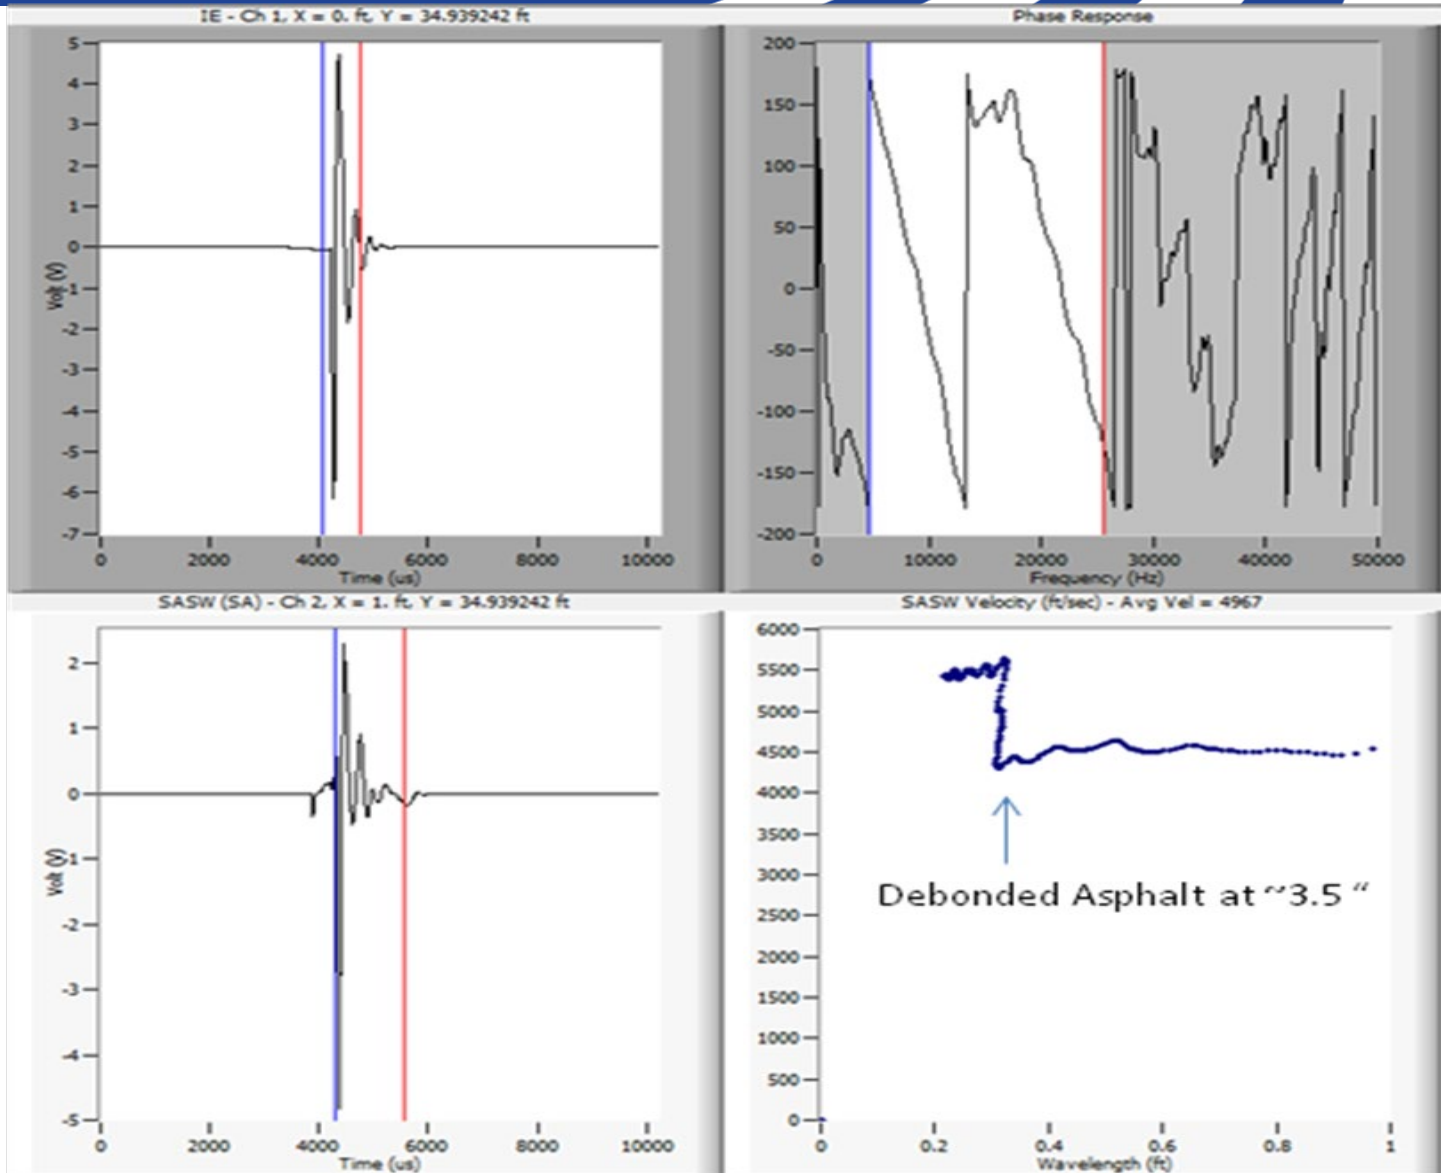 IE - Ch 1, X = 0. ft, Y = 34.939242 ft
5
4
3
2
1
0
-1
-2
-3
-4
-5
-6
-7
Volt (V)
0 2000 4000 6000 8000 10000
Time (us)
Phase Response
200
150
100
50
0
-50
-100
-150
-200
0 10000 20000 30000 40000 50000
Frequency (Hz)
SASW (SA) - Ch 2, X = 1. ft, Y = 34.939242 ft
2
1
0
-1
-2
-3
-4
-5
Volt (V)
0 2000 4000 6000 8000 10000
Time (us)
SASW Velocity (ft/sec) - Avg Vel = 4967
6000
5500
5000
4500
4000
3500
3000
2500
2000
1500
1000
500
0
Debonded Asphalt at ~3.5 “
0 0.2 0.4 0.6 0.8 1
Wavelength (ft)